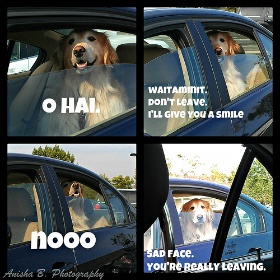 O HAI.
WAITAMINIT.
DON'T LEAVE.
I'LL GIVE YOU A SMILE
NOOO
SAD FACE.
YOU'RE REALLY LEAVING.
Anisha B. Photography